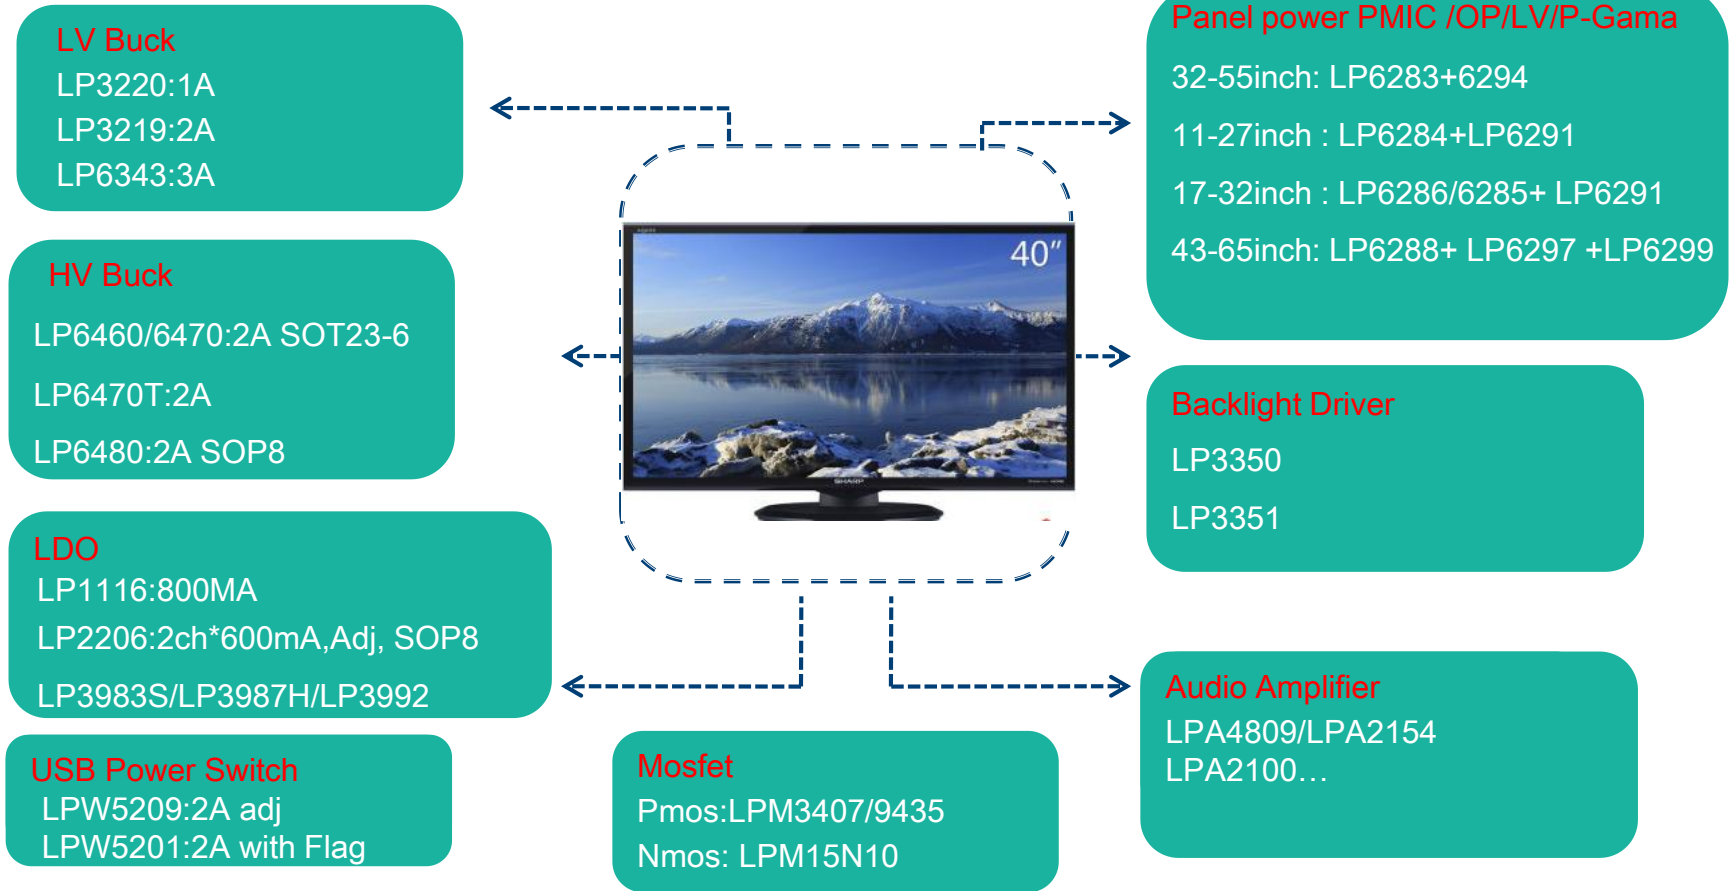 LV Buck
LP3220:1A
LP3219:2A
LP6343:3A
HV Buck
LP6460/6470:2A SOT23-6
LP6470T:2A
LP6480:2A SOP8
LDO
LP1116:800MA
LP2206:2ch*600mA,Adj, SOP8
LP3983S/LP3987H/LP3992
USB Power Switch
LPW5209:2A adj
LPW5201:2A with Flag
40"
SHARP
Mosfet
Pmos:LPM3407/9435
Nmos: LPM15N10
Panel power PMIC /OP/LV/P-Gama
32-55inch: LP6283+6294
11-27inch : LP6284+LP6291
17-32inch : LP6286/6285+ LP6291
43-65inch: LP6288+ LP6297 +LP6299
Backlight Driver
LP3350
LP3351
Audio Amplifier
LPA4809/LPA2154
LPA2100…